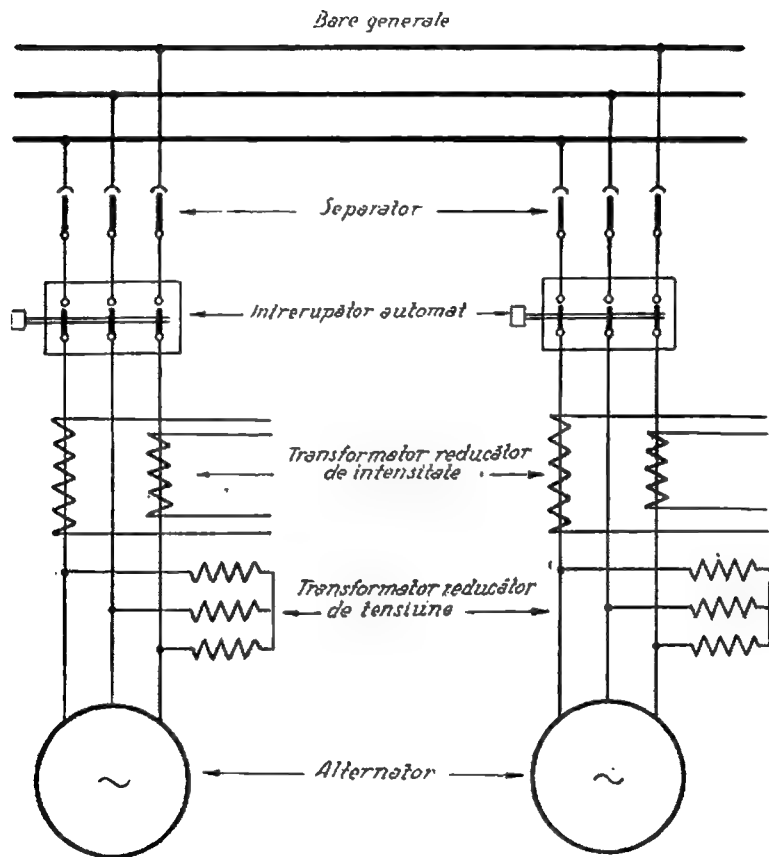 Bare generale
Separator
Intrerupător automat
Transformator reducător
de intensitate
Transformator reducător
de tensiune
Alternator